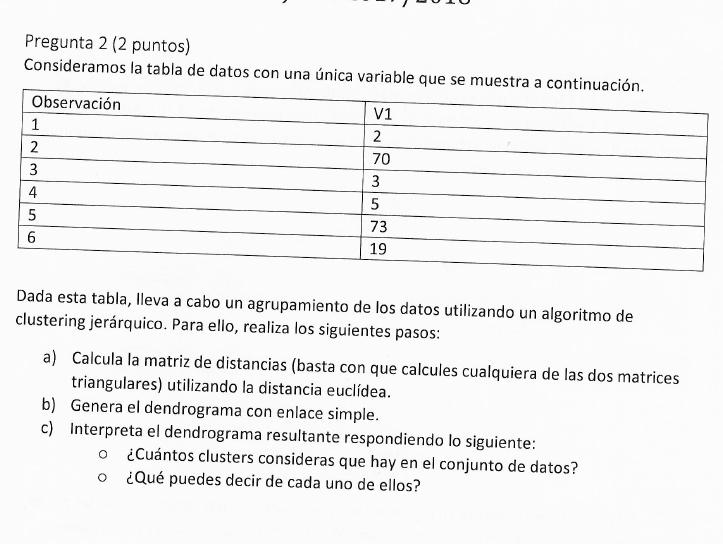 Pregunta 2 (2 puntos)
Consideramos la tabla de datos con una única variable que se muestra a continuación.
Observación V1
1 2
2 70
3 3
4 5
5 73
6 19
Dada esta tabla, lleva a cabo un agrupamiento de los datos utilizando un algoritmo de
clustering jerárquico. Para ello, realiza los siguientes pasos:
a) Calcula la matriz de distancias (basta con que calcules cualquiera de las dos matrices
triangulares) utilizando la distancia euclídea.
b) Genera el dendrograma con enlace simple.
c) Interpreta el dendrograma resultante respondiendo lo siguiente:
o ¿Cuántos clusters consideras que hay en el conjunto de datos?
o ¿Qué puedes decir de cada uno de ellos?